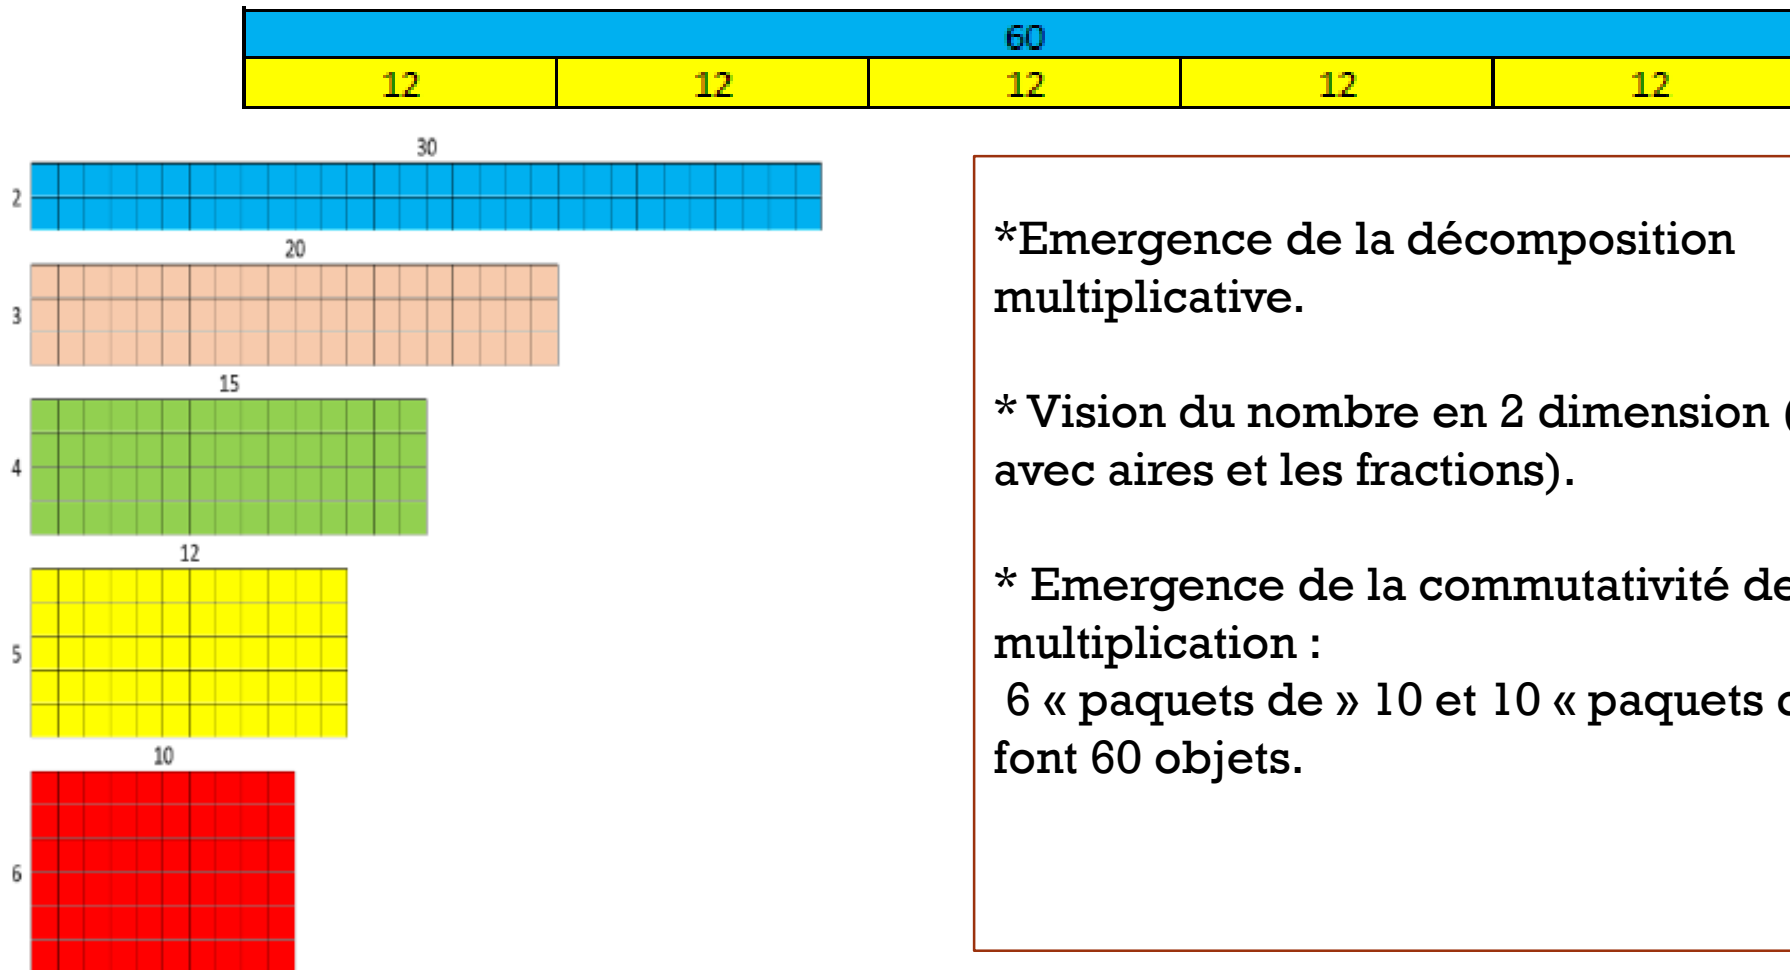 60
12 12 12 12 12
30
2
20
3
15
4
12
5
10
6
*Emergence de la décomposition
multiplicative.
* Vision du nombre en 2 dimension (
avec aires et les fractions).
* Emergence de la commutativité de
multiplication :
6 « paquets de » 10 et 10 « paquets
font 60 objets.